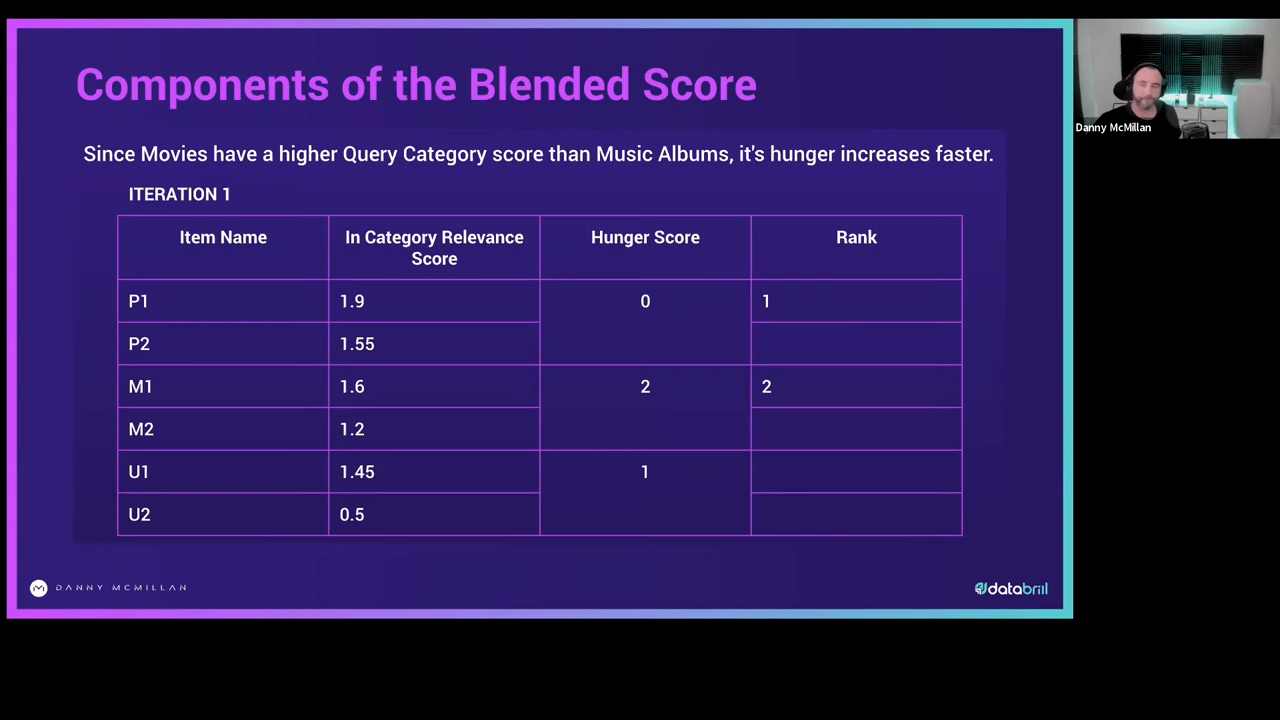 Components of the Blended Score
Since Movies have a higher Query Category score than Music Albums, it's hunger increases faster.
ITERATION 1
Item Name In Category Relevance Score Hunger Score Rank
P1 1.9 0 1
P2 1.55
M1 1.6 2 2
M2 1.2
U1 1.45 1
U2 0.5
DANNY MCMILLAN
databrill
Danny McMillan